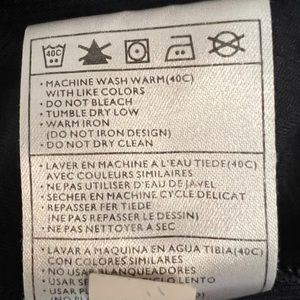 40C
• MACHINE WASH WARM(40C)
WITH LIKE COLORS
• DO NOT BLEACH
• TUMBLE DRY LOW
• WARM IRON
(DO NOT IRON DESIGN)
• DO NOT DRY CLEAN
• LAVER EN MACHINE A L'EAU TIEDE(40C)
AVEC COULEURS SIMILAIRES
• NE PAS UTILISER D'EAU DE JAVEL
• SECHER EN MACHINE CYCLE DELICAT
• REPASSER FER TIEDE
(NE PAS REPASSER LE DESSIN)
• NE PAS NETTOYER A SEC
• LAVAR A MAQUINA EN AGUA TIBIA(40C)
CON COLORES SIMILARES
• NO USAR BLANQUEADORES
LENTO